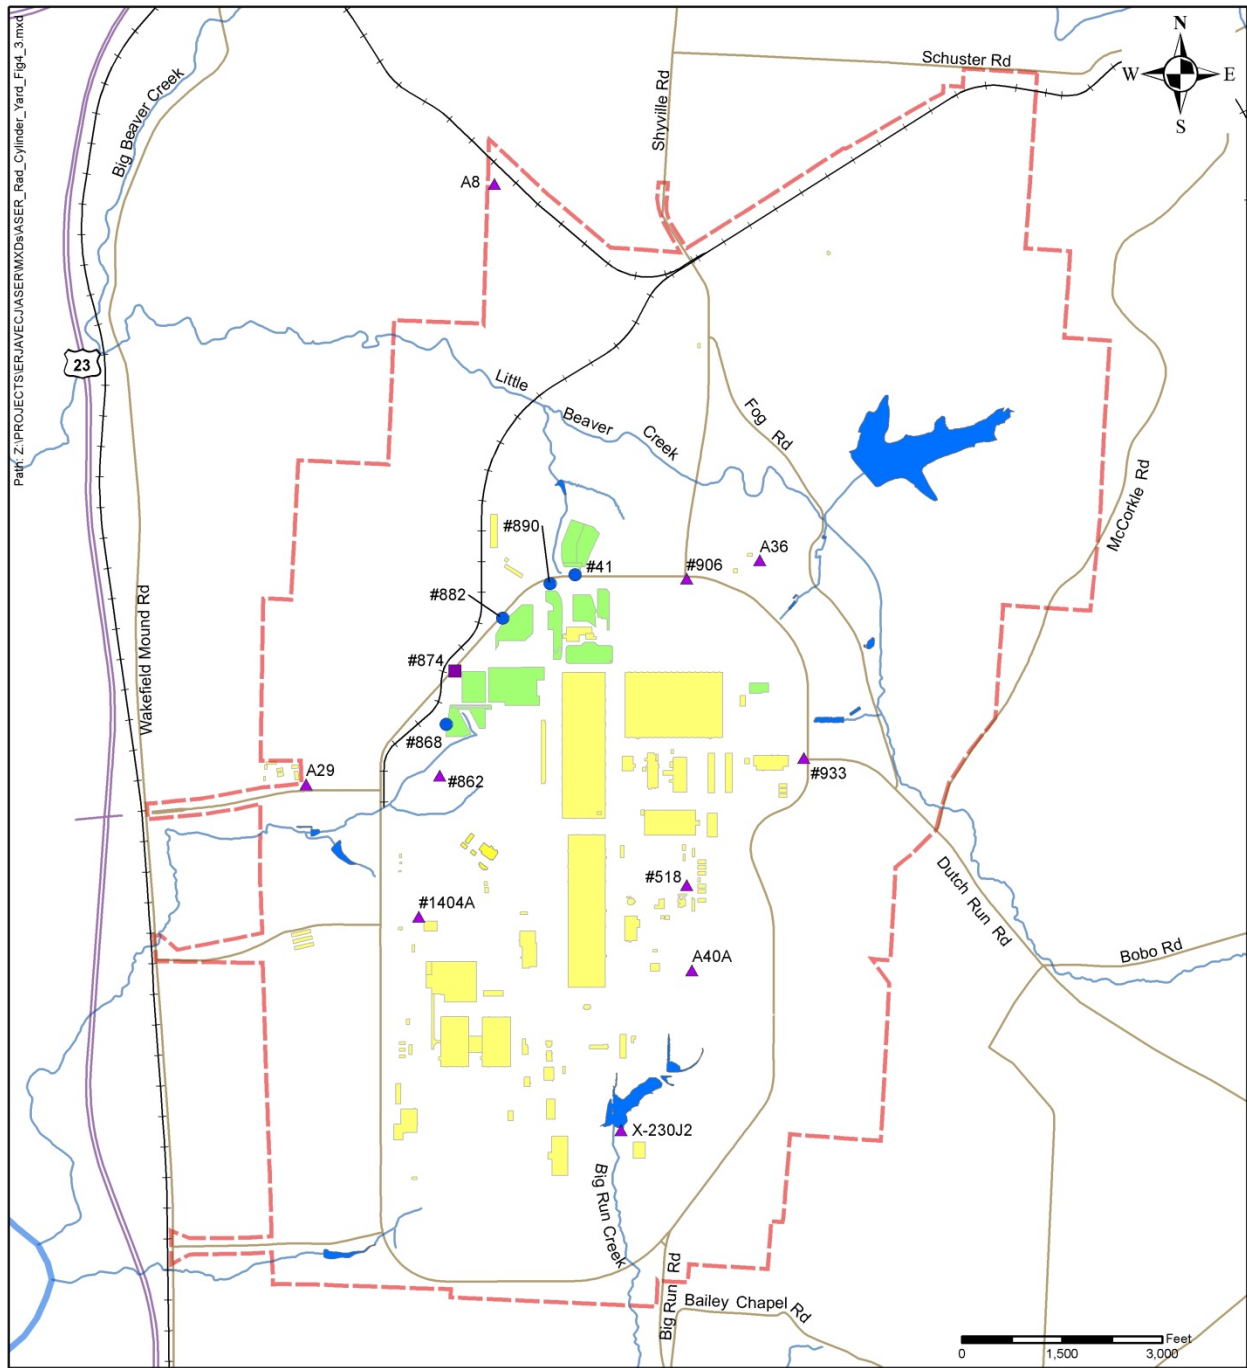 Path: Z:\PROJECTS\ERJAVECJ\ASER\MXDs\ASER_Rad_Cylinder_Yard_Fig4_3.mxd
N
W
E
S
Schuster Rd
Shyville Rd
Big Beaver Creek
A8
23
Little
Beaver
Creek
Fog Rd
McCorkle Rd
#890
#41
#906
A36
#882
Wakefield Mound Rd
#874
#868
#862
A29
#933
#518
Dutch Run Rd
#1404A
A40A
Bobo Rd
X-230J2
Big Run Creek
Big Run Rd
Bailey Chapel Rd
Feet
0
1,500
3,000